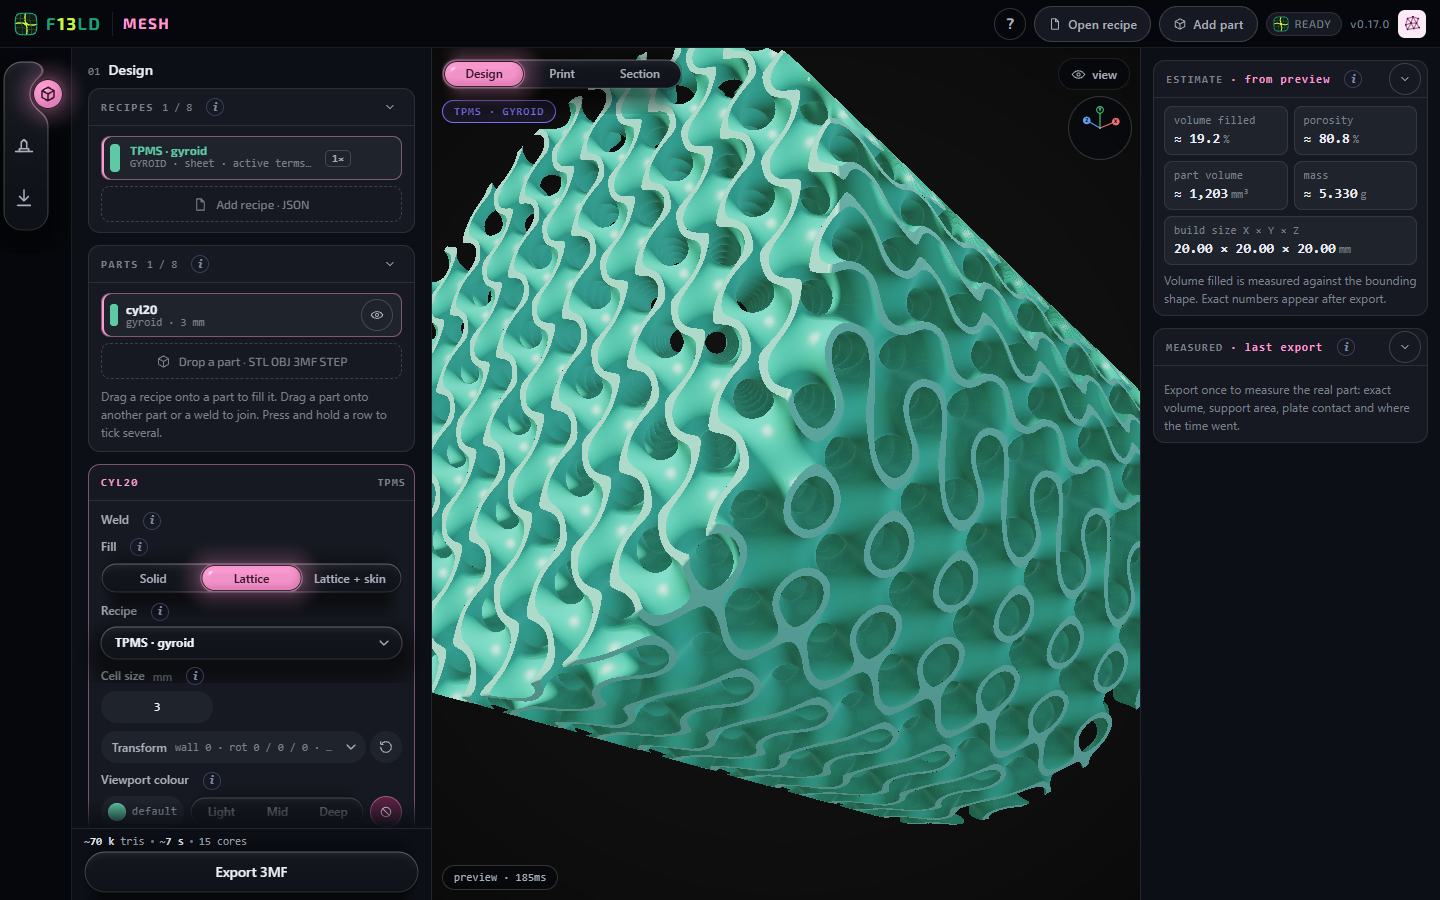 F13LD MESH
? Open recipe Add part READY v0.17.0
01 Design
RECIPES 1 / 8 i
TPMS · gyroid
GYROID · sheet · active terms… 1×
Add recipe · JSON
PARTS 1 / 8 i
cyl20
gyroid · 3 mm
Drop a part · STL OBJ 3MF STEP
Drag a recipe onto a part to fill it. Drag a part onto
another part or a weld to join. Press and hold a row to
tick several.
CYL20 TPMS
Weld i
Fill i
Solid Lattice Lattice + skin
Recipe i
TPMS · gyroid
Cell size mm i
3
Transform wall 0 · rot 0 / 0 / 0 · …
Viewport colour i
default Light Mid Deep
~70 k tris • ~7 s • 15 cores
Export 3MF
Design Print Section
TPMS · GYROID
view
Y
Z X
preview · 185ms
ESTIMATE · from preview i
volume filled
≈ 19.2 %
porosity
≈ 80.8 %
part volume
≈ 1,203 mm³
mass
≈ 5.330 g
build size X × Y × Z
20.00 × 20.00 × 20.00 mm
Volume filled is measured against the bounding
shape. Exact numbers appear after export.
MEASURED · last export i
Export once to measure the real part: exact
volume, support area, plate contact and where
the time went.